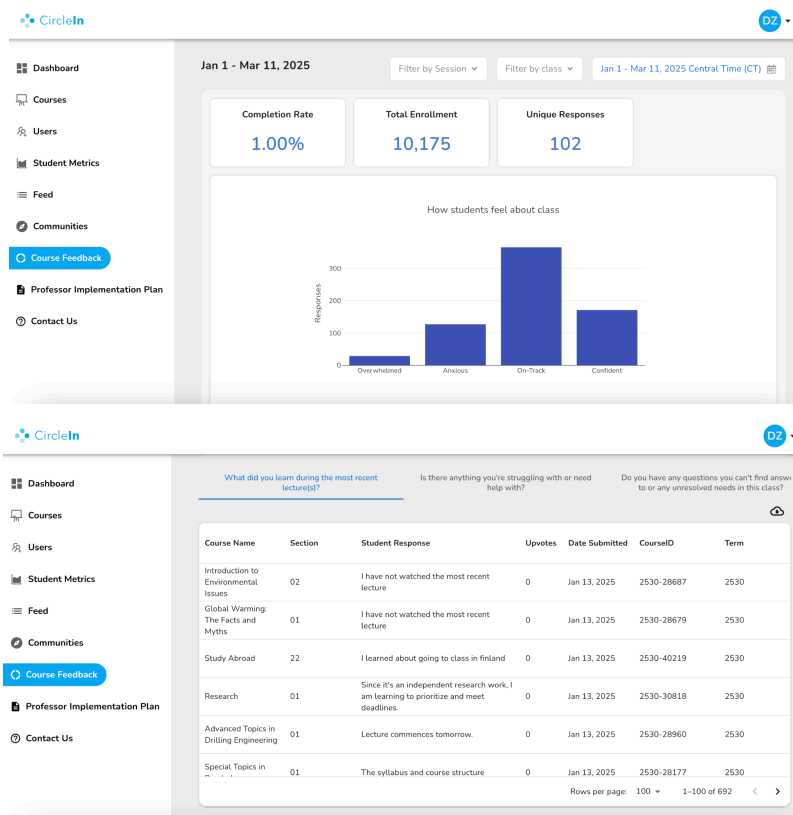 CircleIn
DZ
Dashboard
Courses
Users
Student Metrics
Feed
Communities
Course Feedback
Professor Implementation Plan
Contact Us
Jan 1 - Mar 11, 2025
Filter by Session
Filter by class
Jan 1 - Mar 11, 2025 Central Time (CT)
Completion Rate
1.00%
Total Enrollment
10,175
Unique Responses
102
How students feel about class
Responses
300
200
100
0
Overwhelmed
Anxious
On-Track
Confident
CircleIn
DZ
Dashboard
Courses
Users
Student Metrics
Feed
Communities
Course Feedback
Professor Implementation Plan
Contact Us
What did you learn during the most recent
lecture(s)?
Is there anything you're struggling with or need
help with?
Do you have any questions you can't find answ
to or any unresolved needs in this class?
Course Name Section Student Response Upvotes Date Submitted CourseID Term
Introduction to
Environmental
Issues
02
I have not watched the most recent
lecture
0 Jan 13, 2025 2530-28687 2530
Global Warming:
The Facts and
Myths
01
I have not watched the most recent
lecture
0 Jan 13, 2025 2530-28679 2530
Study Abroad 22 I learned about going to class in finland 0 Jan 13, 2025 2530-40219 2530
Research 01
Since it's an independent research work, I
am learning to prioritize and meet
deadlines.
0 Jan 13, 2025 2530-30818 2530
Advanced Topics in
Drilling Engineering
01 Lecture commences tomorrow. 0 Jan 13, 2025 2530-28960 2530
Special Topics in
01 The syllabus and course structure 0 Jan 13, 2025 2530-28177 2530
Rows per page: 100 1–100 of 692